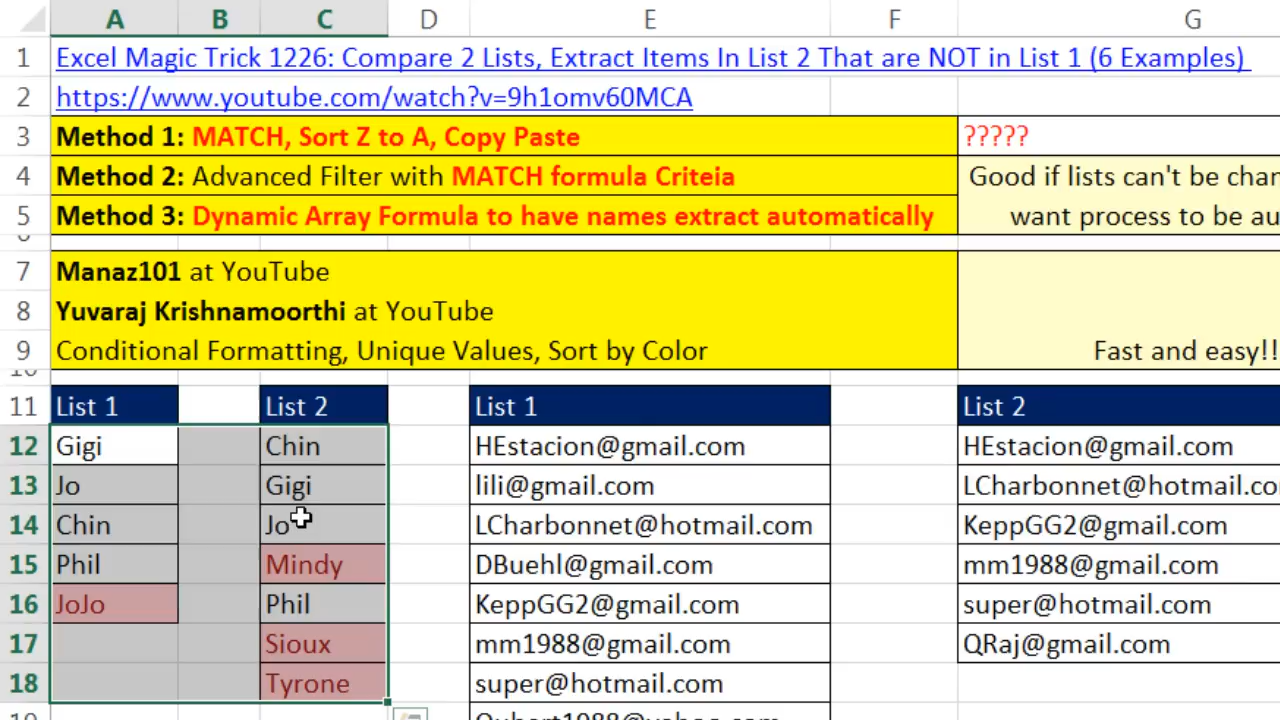 A B C D E F G
1 Excel Magic Trick 1226: Compare 2 Lists, Extract Items In List 2 That are NOT in List 1 (6 Examples)
2 https://www.youtube.com/watch?v=9h1omv60MCA
3 Method 1: MATCH, Sort Z to A, Copy Paste ?????
4 Method 2: Advanced Filter with MATCH formula Criteia Good if lists can't be chan
5 Method 3: Dynamic Array Formula to have names extract automatically want process to be au
7 Manaz101 at YouTube
8 Yuvaraj Krishnamoorthi at YouTube
9 Conditional Formatting, Unique Values, Sort by Color Fast and easy!!
11 List 1 List 2 List 1 List 2
12 Gigi Chin HEstacion@gmail.com HEstacion@gmail.com
13 Jo Gigi lili@gmail.com LCharbonnet@hotmail.co
14 Chin Jo LCharbonnet@hotmail.com KeppGG2@gmail.com
15 Phil Mindy DBuehl@gmail.com mm1988@gmail.com
16 JoJo Phil KeppGG2@gmail.com super@hotmail.com
17 Sioux mm1988@gmail.com QRaj@gmail.com
18 Tyrone super@hotmail.com